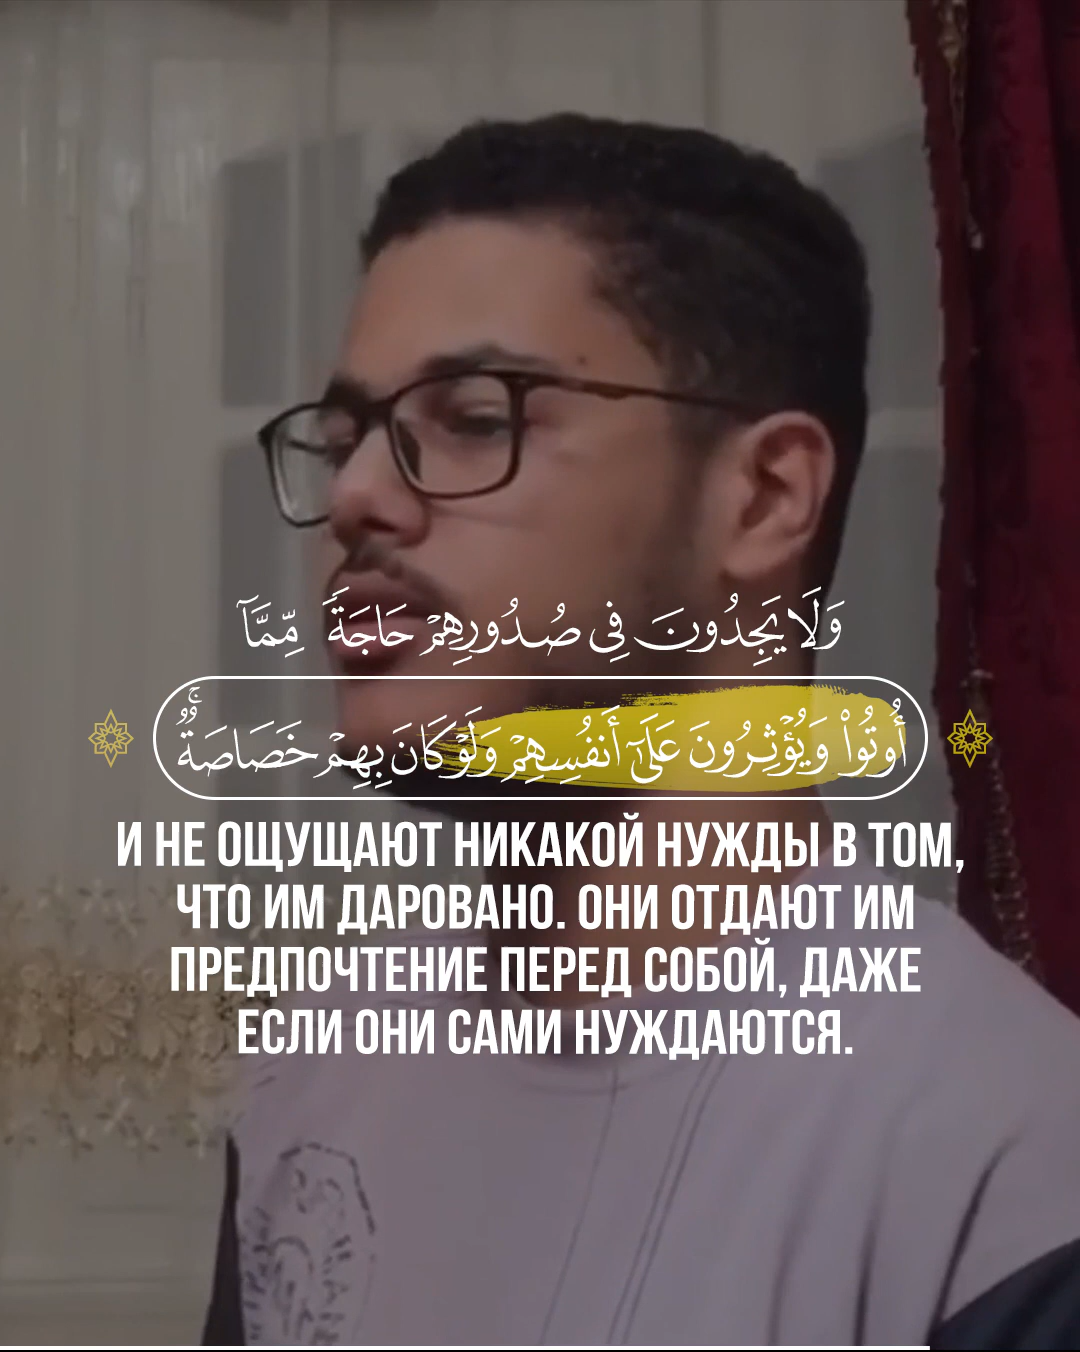 وَلَا يَجِدُونَ فِي صُدُورِهِمْ حَاجَةً مِّمَّآ
أُوتُوا۟ وَيُؤْثِرُونَ عَلَىٰٓ أَنفُسِهِمْ وَلَوْ كَانَ بِهِمْ خَصَاصَةٌۚ
И НЕ ОЩУЩАЮТ НИКАКОЙ НУЖДЫ В ТОМ,
ЧТО ИМ ДАРОВАНО. ОНИ ОТДАЮТ ИМ
ПРЕДПОЧТЕНИЕ ПЕРЕД СОБОЙ, ДАЖЕ
ЕСЛИ ОНИ САМИ НУЖДАЮТСЯ.